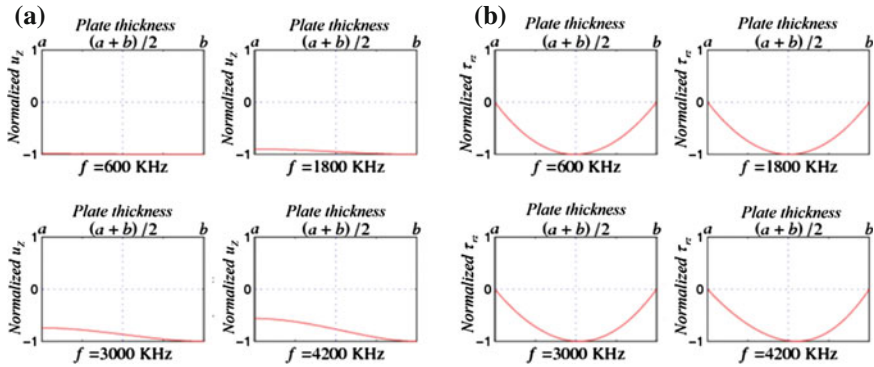 (a)
Plate thickness
a (a + b) /2 b
Normalized u_Z
1
0
−1
f =600 KHz
Plate thickness
a (a + b) /2 b
Normalized u_Z
1
0
−1
f =1800 KHz
Plate thickness
a (a + b) /2 b
Normalized u_Z
1
0
−1
f =3000 KHz
Plate thickness
a (a + b) /2 b
Normalized u_Z
1
0
−1
f =4200 KHz
(b)
Plate thickness
a (a + b) /2 b
Normalized τ_rz
1
0
−1
f =600 KHz
Plate thickness
a (a + b) /2 b
Normalized τ_rz
1
0
−1
f =1800 KHz
Plate thickness
a (a + b) /2 b
Normalized τ_rz
1
0
−1
f =3000 KHz
Plate thickness
a (a + b) /2 b
Normalized τ_rz
1
0
−1
f =4200 KHz